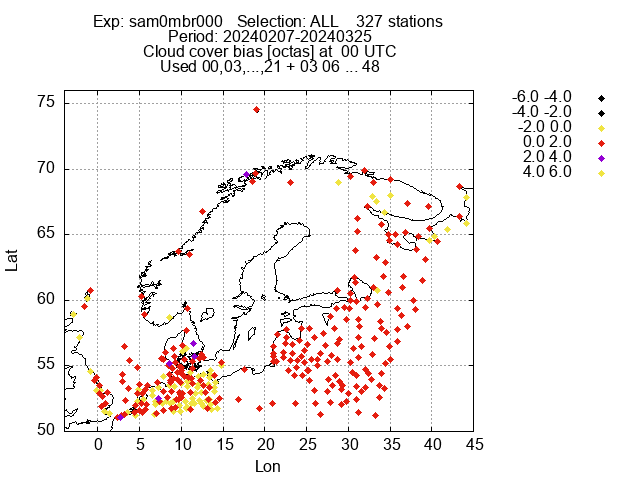 Exp: sam0mbr000 Selection: ALL 327 stations
Period: 20240207-20240325
Cloud cover bias [octas] at 00 UTC
Used 00,03,...,21 + 03 06 ... 48
-6.0 -4.0
-4.0 -2.0
-2.0 0.0
0.0 2.0
2.0 4.0
4.0 6.0
75
70
65
60
55
50
Lat
0 5 10 15 20 25 30 35 40 45
Lon